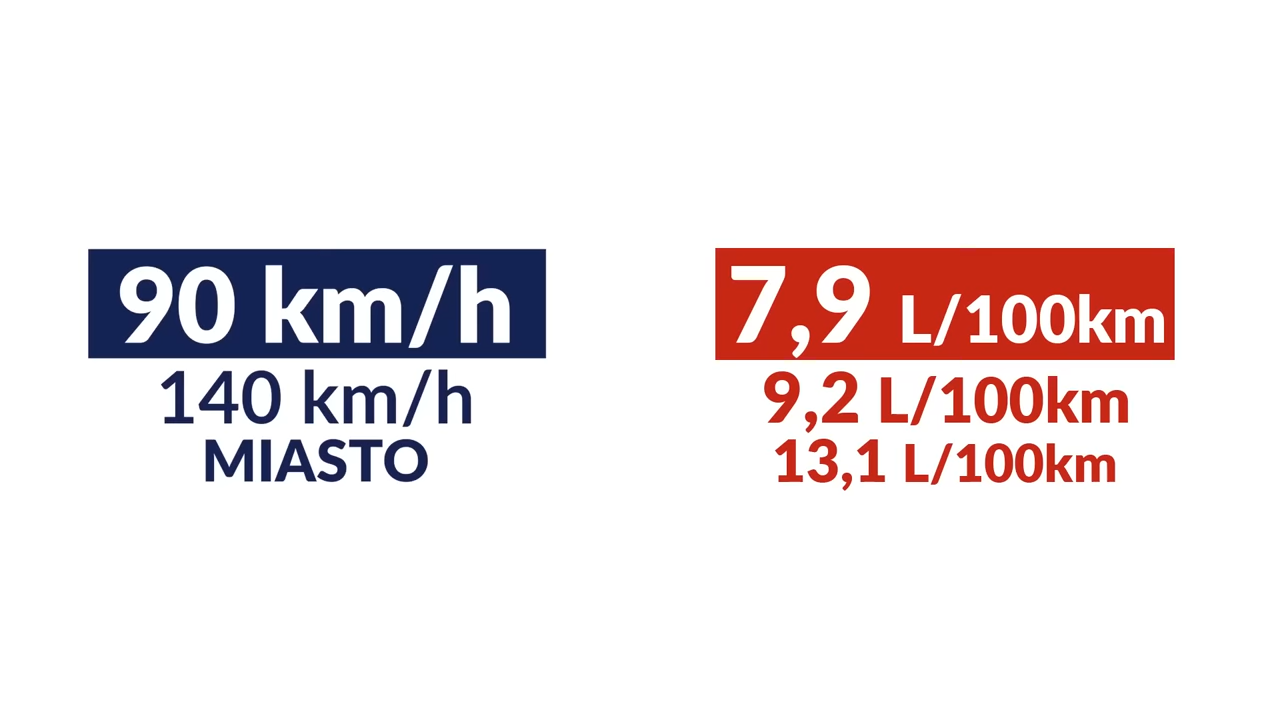 90 km/h
140 km/h
MIASTO
7,9 L/100km
9,2 L/100km
13,1 L/100km